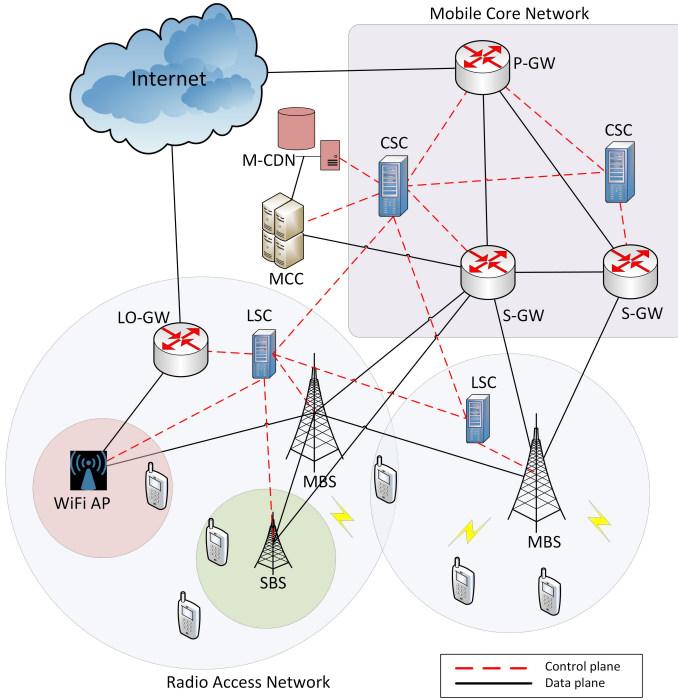 Mobile Core Network
Internet
P-GW
M-CDN
CSC
CSC
MCC
S-GW
S-GW
LO-GW
LSC
LSC
MBS
WiFi AP
MBS
SBS
Radio Access Network
Control plane
Data plane